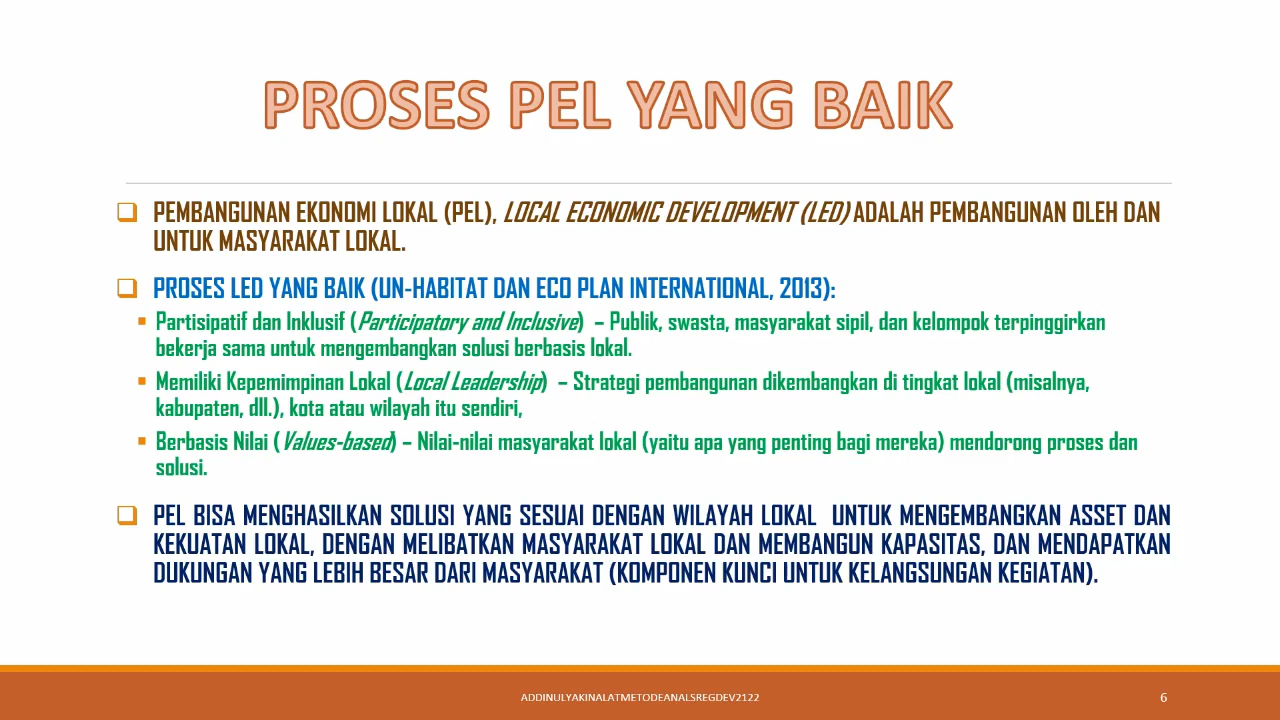 PROSES PEL YANG BAIK
PEMBANGUNAN EKONOMI LOKAL (PEL), LOCAL ECONOMIC DEVELOPMENT (LED) ADALAH PEMBANGUNAN OLEH DAN
UNTUK MASYARAKAT LOKAL.
PROSES LED YANG BAIK (UN-HABITAT DAN ECO PLAN INTERNATIONAL, 2013):
Partisipatif dan Inklusif (Participatory and Inclusive) – Publik, swasta, masyarakat sipil, dan kelompok terpinggirkan
bekerja sama untuk mengembangkan solusi berbasis lokal.
Memiliki Kepemimpinan Lokal (Local Leadership) – Strategi pembangunan dikembangkan di tingkat lokal (misalnya,
kabupaten, dll.), kota atau wilayah itu sendiri,
Berbasis Nilai (Values-based) – Nilai-nilai masyarakat lokal (yaitu apa yang penting bagi mereka) mendorong proses dan
solusi.
PEL BISA MENGHASILKAN SOLUSI YANG SESUAI DENGAN WILAYAH LOKAL UNTUK MENGEMBANGKAN ASSET DAN
KEKUATAN LOKAL, DENGAN MELIBATKAN MASYARAKAT LOKAL DAN MEMBANGUN KAPASITAS, DAN MENDAPATKAN
DUKUNGAN YANG LEBIH BESAR DARI MASYARAKAT (KOMPONEN KUNCI UNTUK KELANGSUNGAN KEGIATAN).
ADDINULYAKINALATMETODEANALSREGDEV2122
6